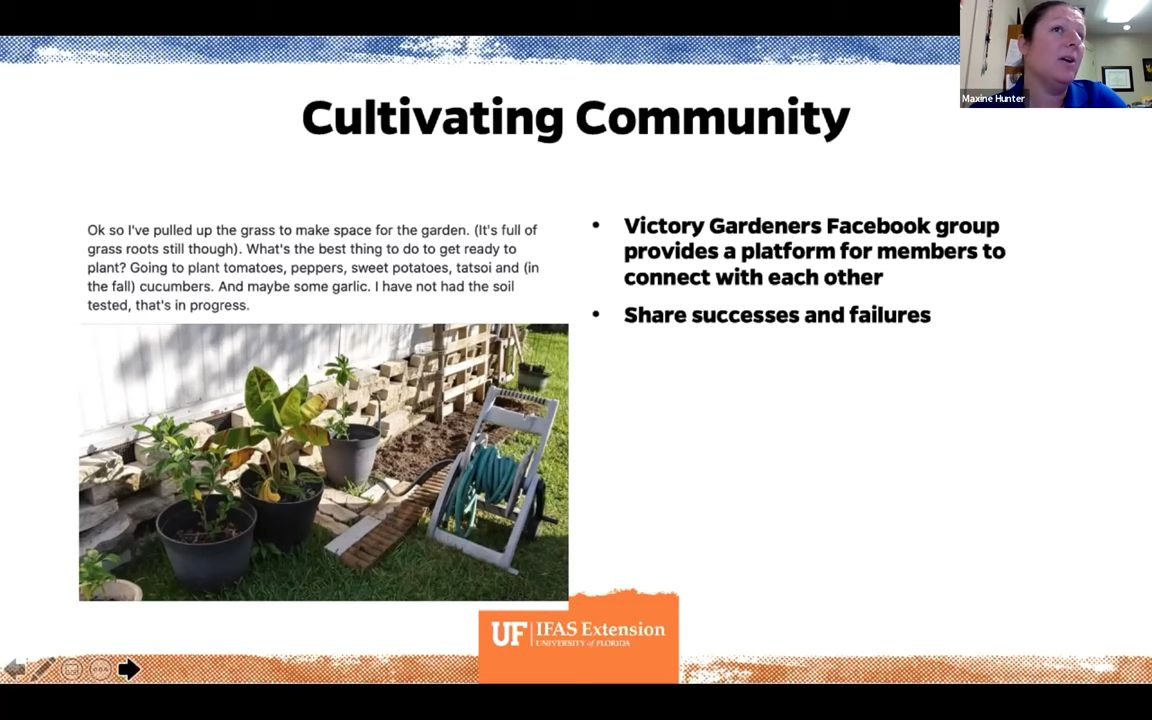 Maxine Hunter
Cultivating Community
Ok so I've pulled up the grass to make space for the garden. (It's full of
grass roots still though). What's the best thing to do to get ready to
plant? Going to plant tomatoes, peppers, sweet potatoes, tatsoi and (in
the fall) cucumbers. And maybe some garlic. I have not had the soil
tested, that's in progress.
• Victory Gardeners Facebook group
provides a platform for members to
connect with each other
• Share successes and failures
UF | IFAS Extension
UNIVERSITY of FLORIDA